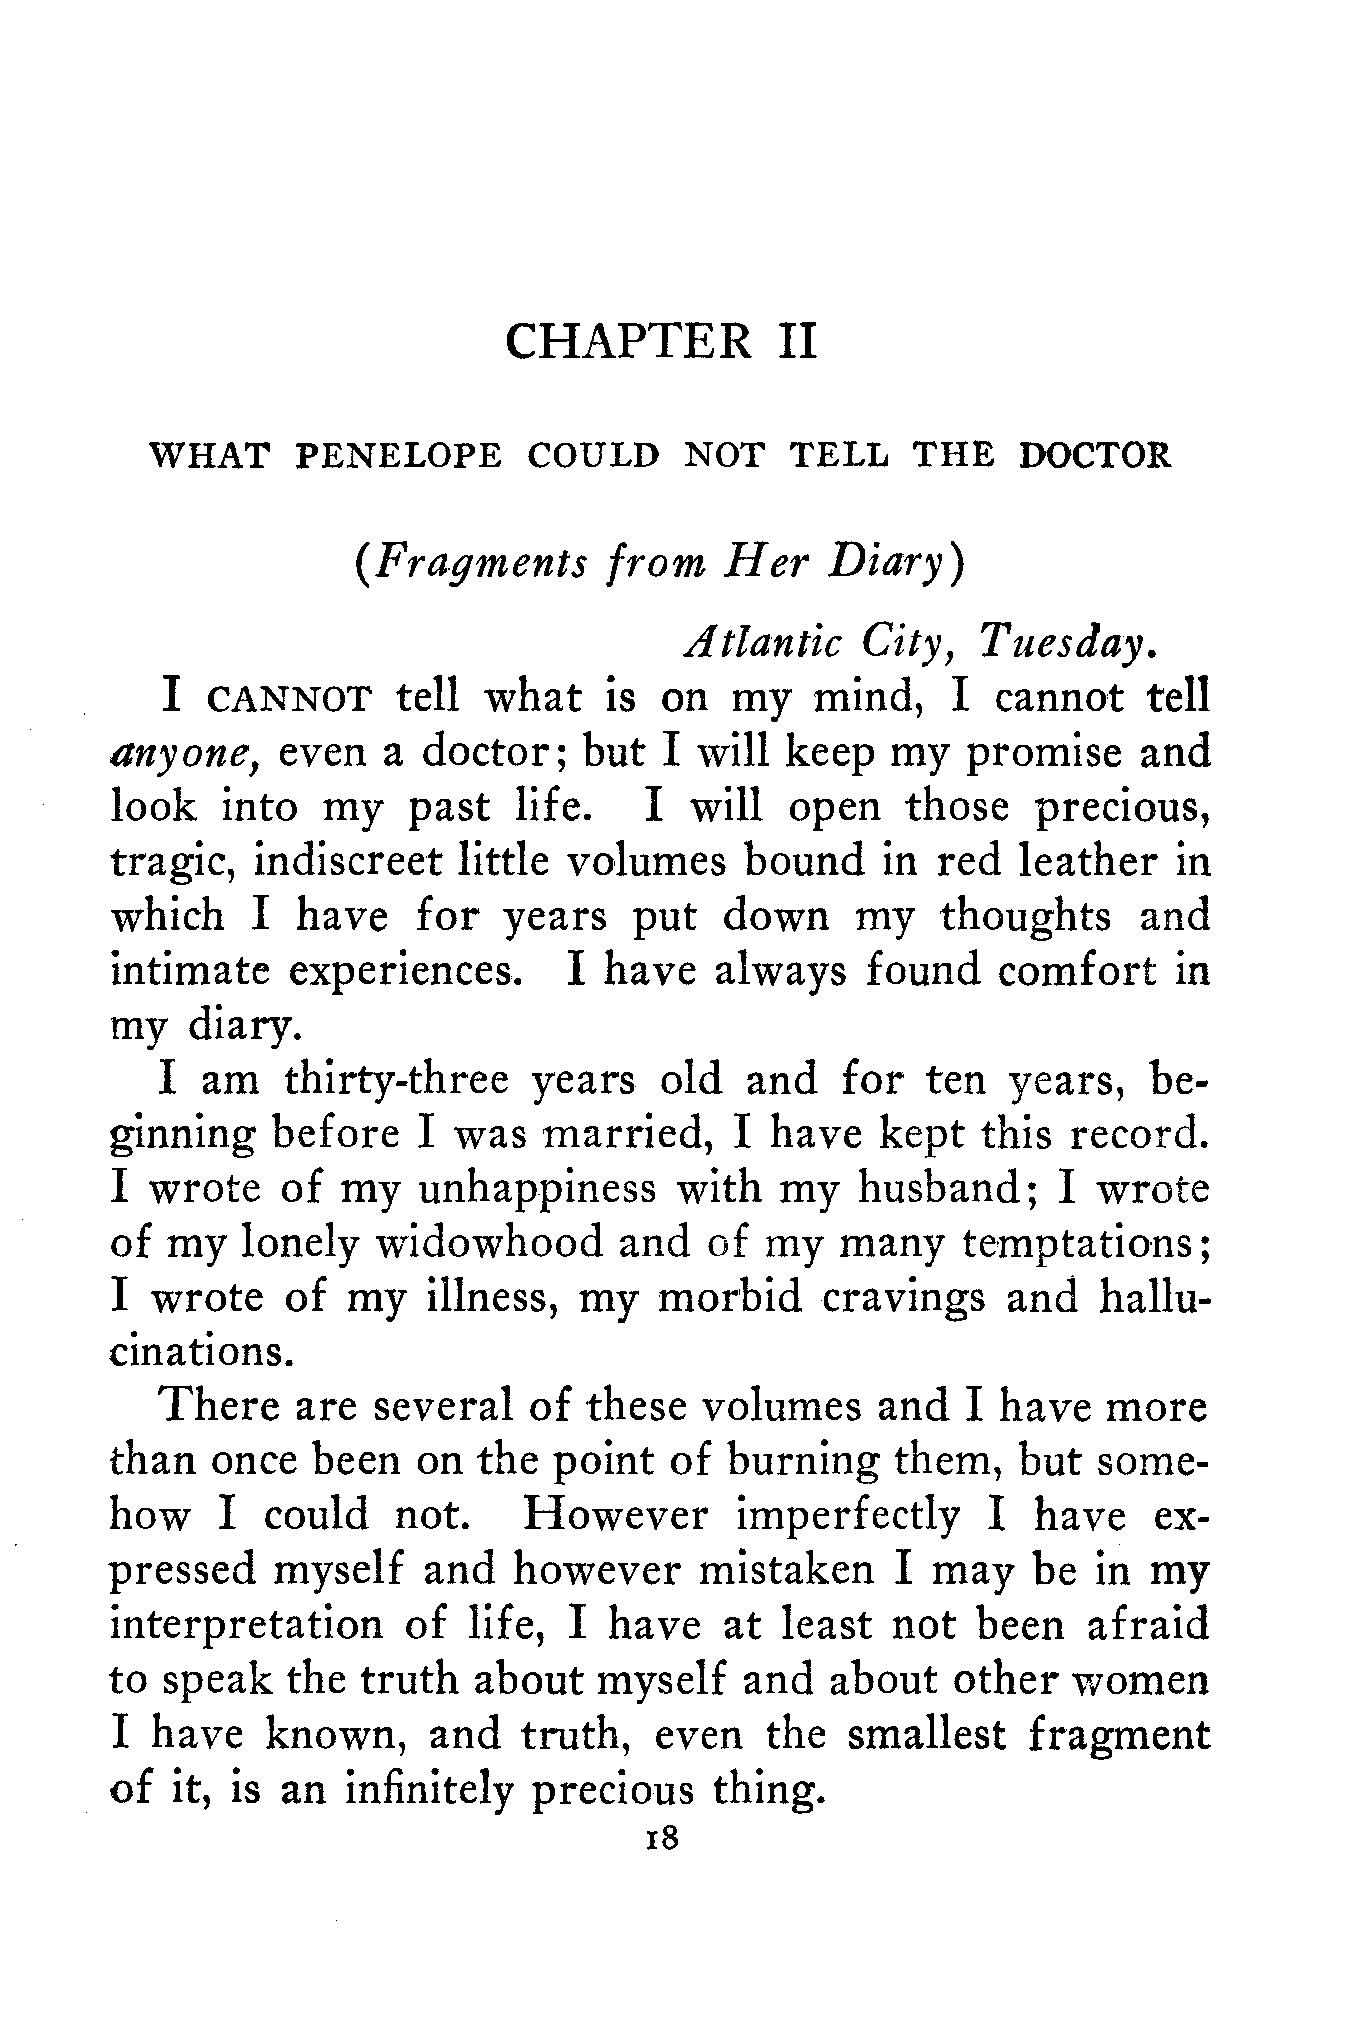 CHAPTER II
WHAT PENELOPE COULD NOT TELL THE DOCTOR
(Fragments from Her Diary)
Atlantic City, Tuesday.
I CANNOT tell what is on my mind, I cannot tell
anyone, even a doctor; but I will keep my promise and
look into my past life. I will open those precious,
tragic, indiscreet little volumes bound in red leather in
which I have for years put down my thoughts and
intimate experiences. I have always found comfort in
my diary.
I am thirty-three years old and for ten years, be-
ginning before I was married, I have kept this record.
I wrote of my unhappiness with my husband; I wrote
of my lonely widowhood and of my many temptations;
I wrote of my illness, my morbid cravings and hallu-
cinations.
There are several of these volumes and I have more
than once been on the point of burning them, but some-
how I could not. However imperfectly I have ex-
pressed myself and however mistaken I may be in my
interpretation of life, I have at least not been afraid
to speak the truth about myself and about other women
I have known, and truth, even the smallest fragment
of it, is an infinitely precious thing.
18